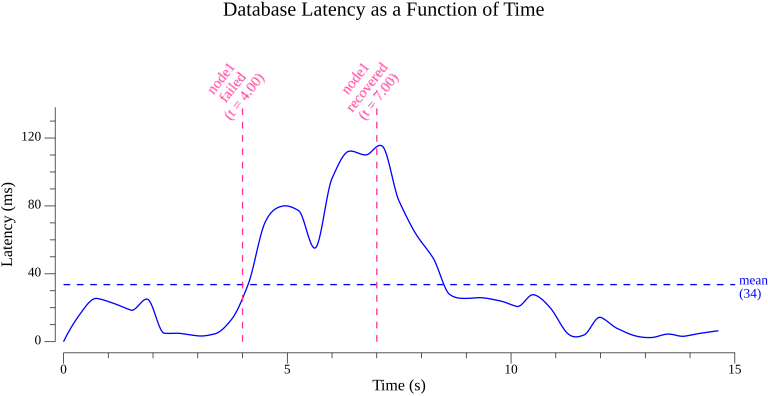 Database Latency as a Function of Time
node1
failed
(t = 4.00)
node1
recovered
(t = 7.00)
120
80
40
0
Latency (ms)
mean
(34)
0
5
10
15
Time (s)